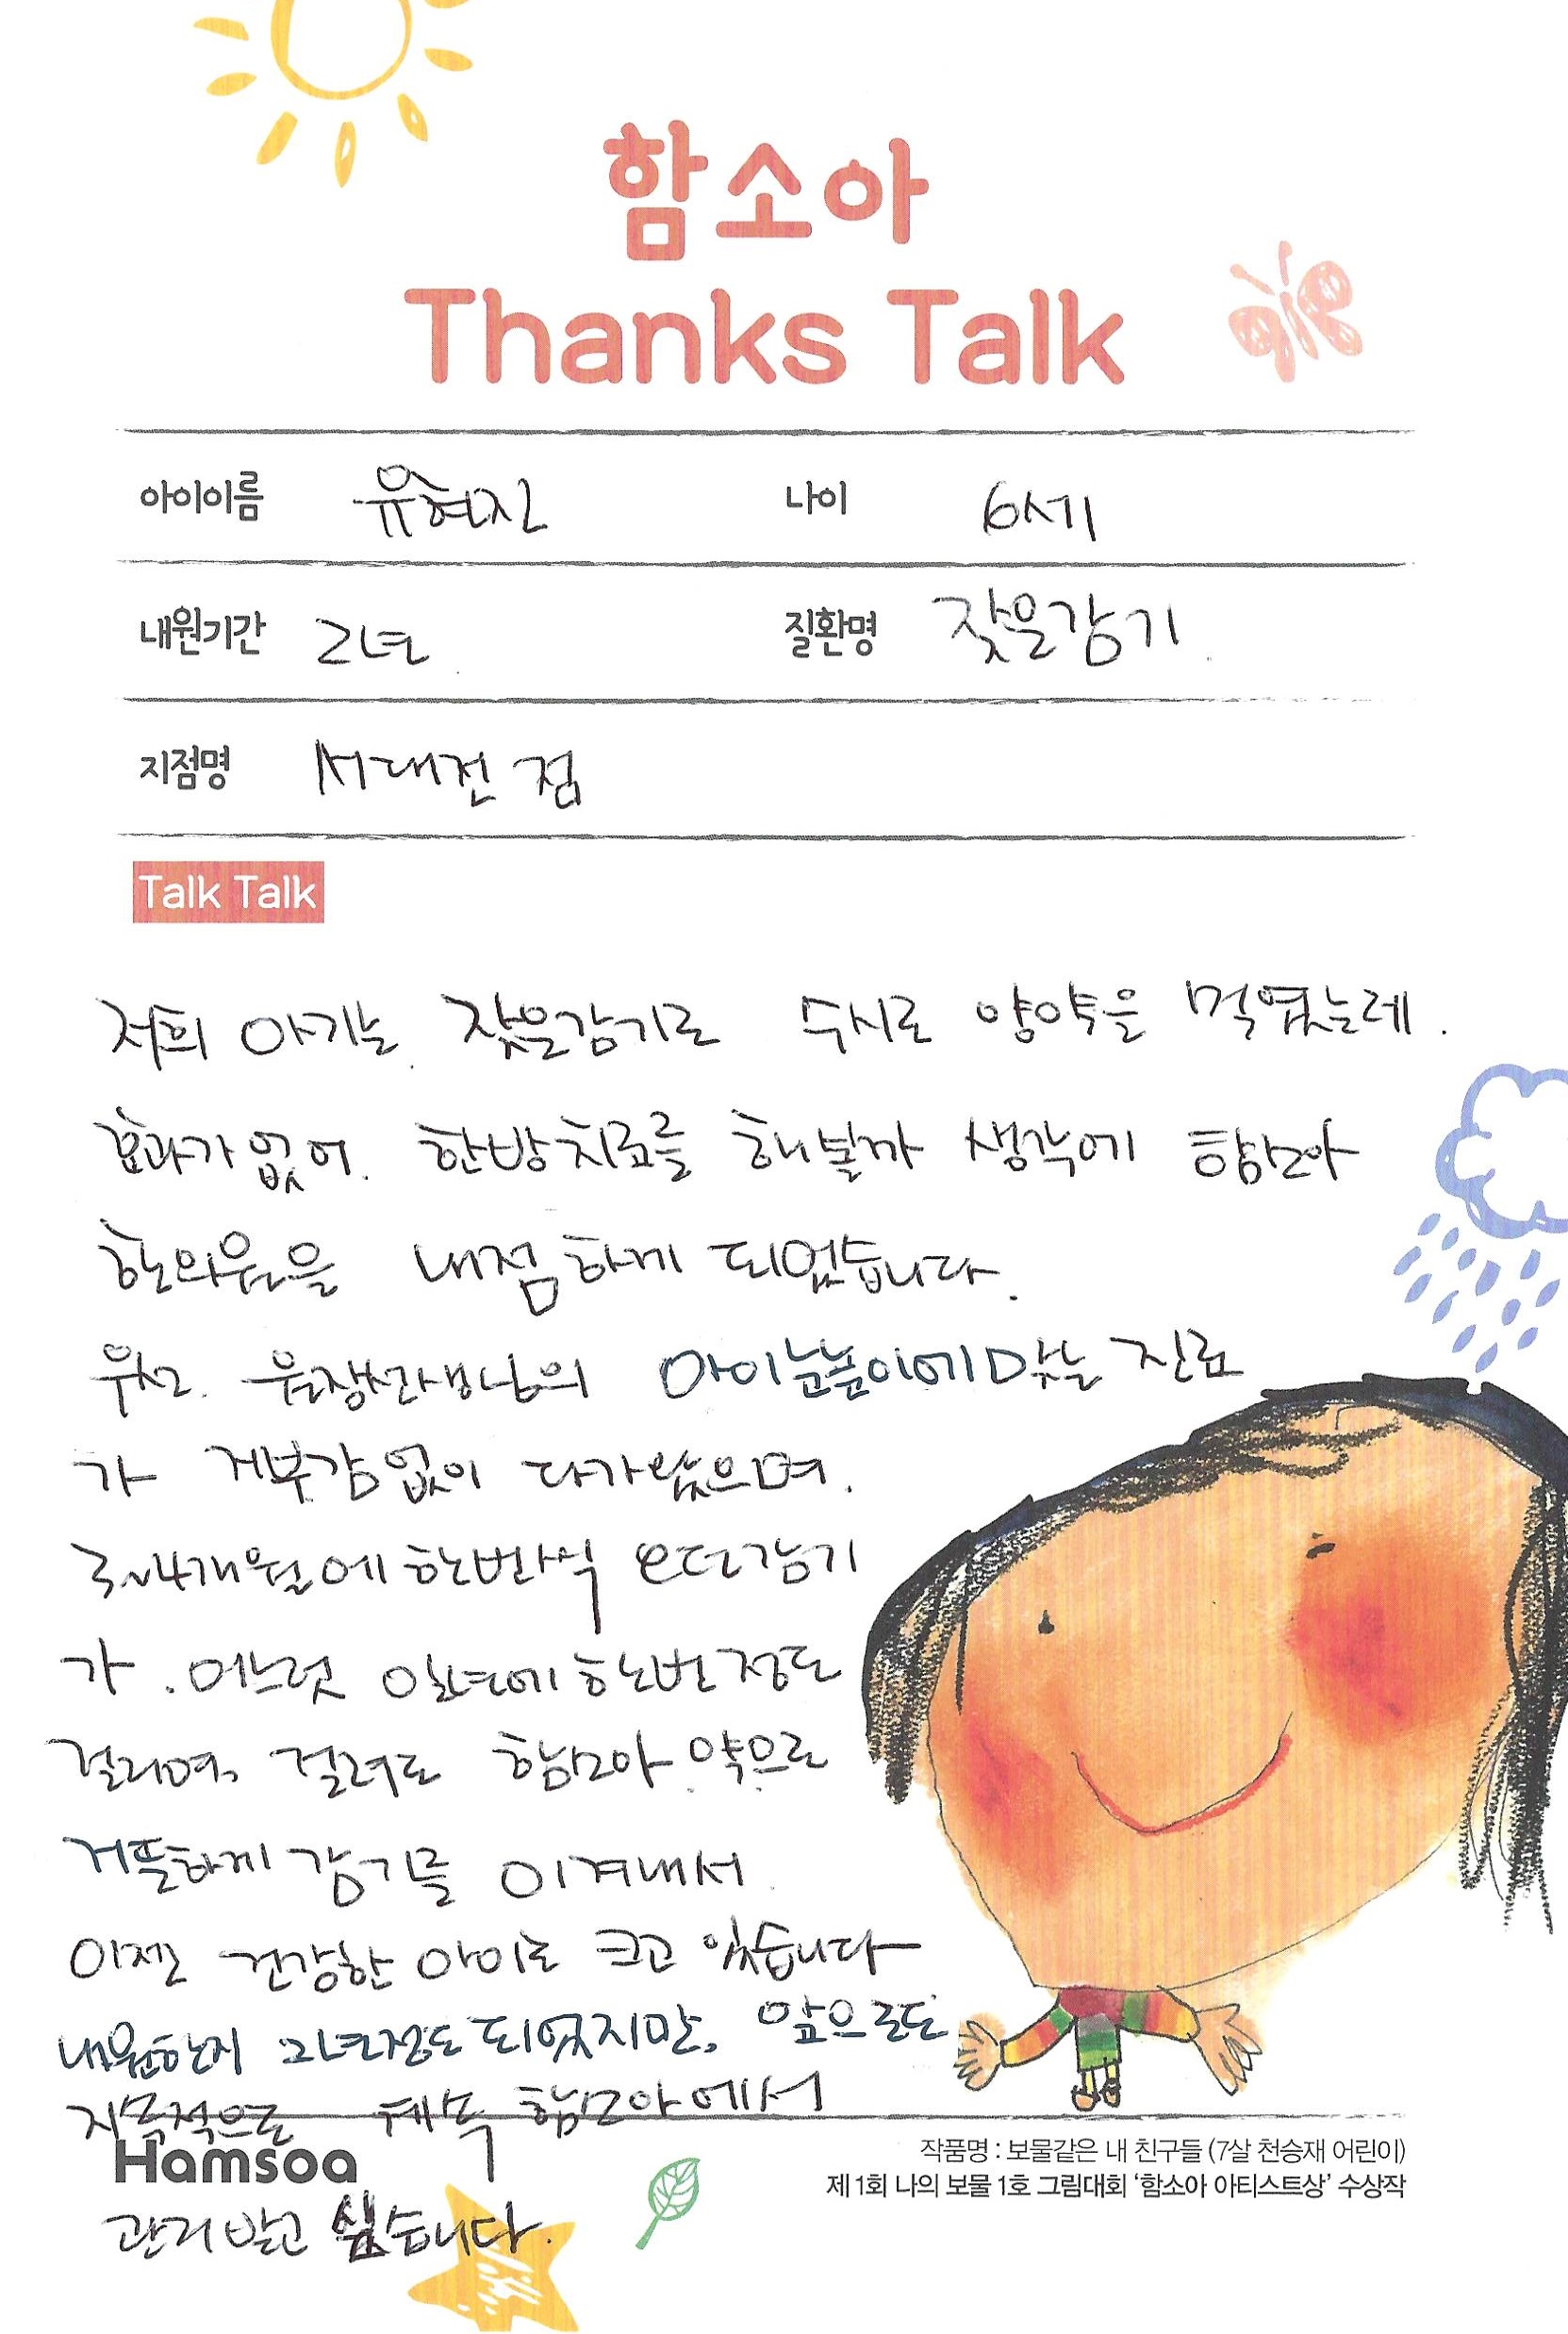 함소아
Thanks Talk
아이이름 유현진 나이 6세
내원기간 2년. 질환명 잦은감기.
지점명 서대전 점
Talk Talk
저희 아기는. 잦은감기로 수시로 양약을 먹였는데.
효과가 없어. 한방치료를 해볼까 생각에 함소아
한의원을 내점하게 되었습니다.
우선. 원장선생님의 아이눈높이에 맞는 진료
가 거부감없이 다가왔으며.
3~4개월에 한번씩 오던감기
가. 어느덧 일년에 한번정도
걸리며, 걸려도 함소아 약으로
거뜬하게 감기를 이겨내서
이젠 건강한 아이로 크고 있습니다
내원한지 2년정도 되었지만, 앞으로도
지속적으로 계속 함소아에서
Hamsoa
관리받고 싶습니다.
작품명 : 보물같은 내 친구들 (7살 천승재 어린이)
제 1회 나의 보물 1호 그림대회 ‘함소아 아티스트상’ 수상작